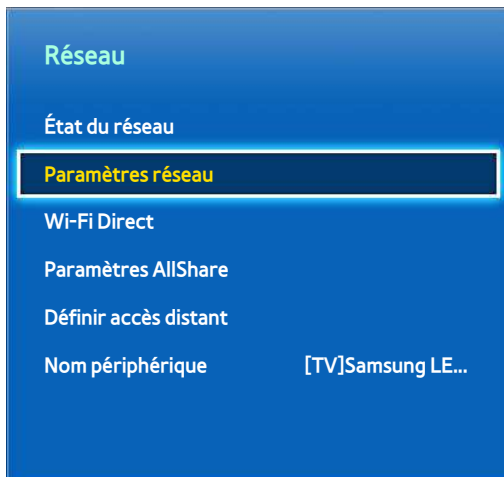 Réseau
État du réseau
Paramètres réseau
Wi-Fi Direct
Paramètres AllShare
Définir accès distant
Nom périphérique [TV]Samsung LE...